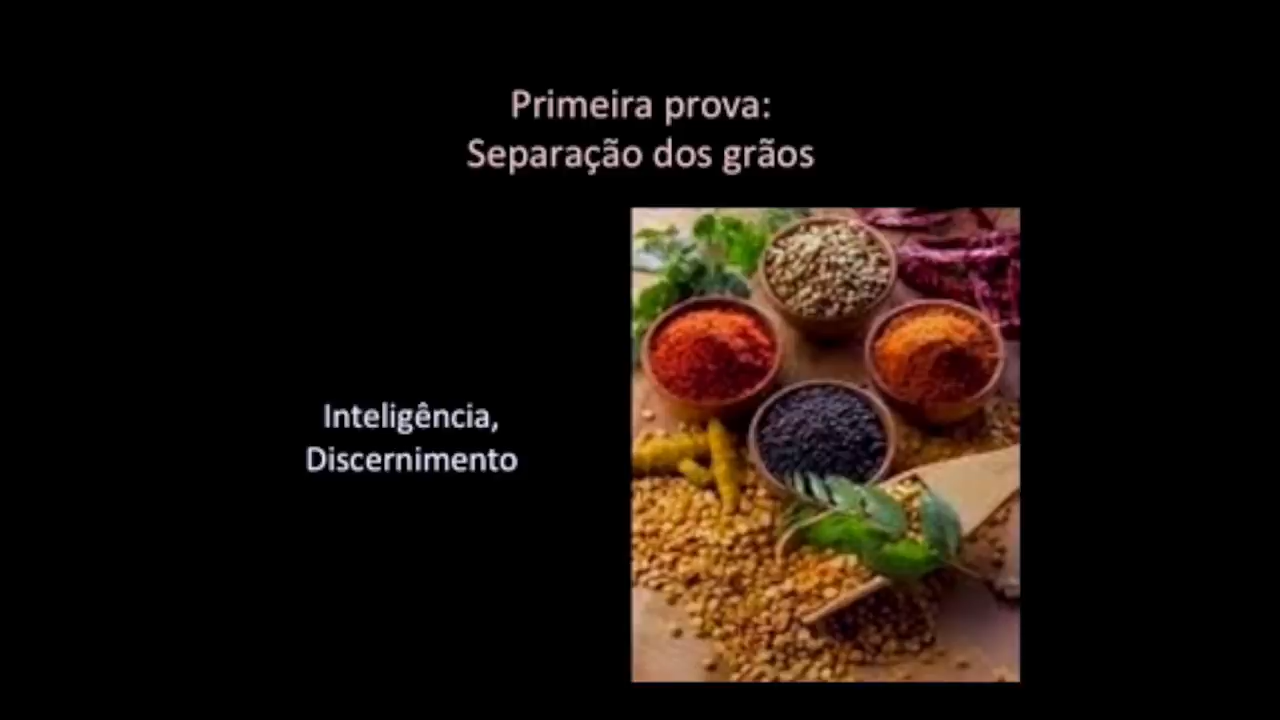 Primeira prova:
Separação dos grãos
Inteligência,
Discernimento